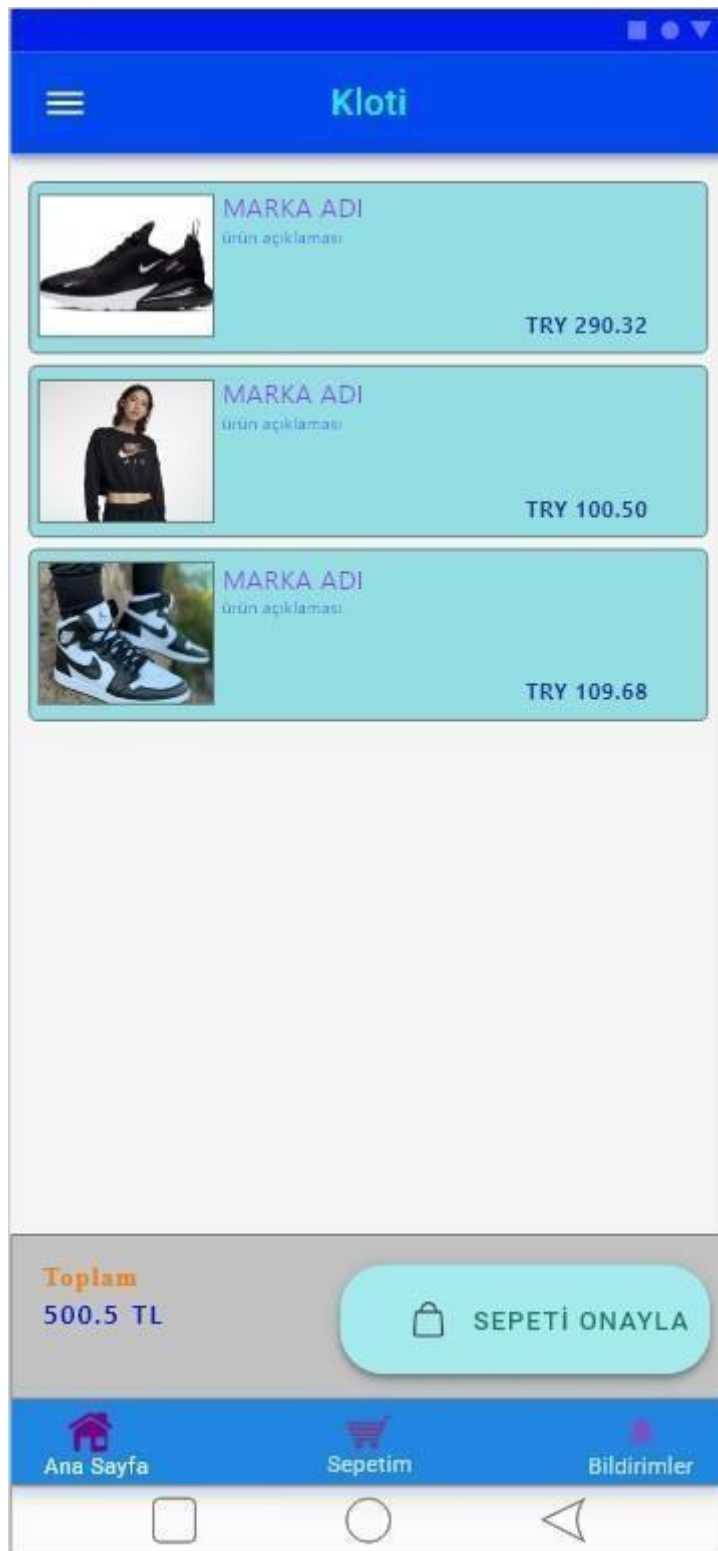 Kloti
MARKA ADI
ürün açıklaması
TRY 290.32
MARKA ADI
ürün açıklaması
AIR
TRY 100.50
MARKA ADI
ürün açıklaması
TRY 109.68
Toplam
500.5 TL
SEPETİ ONAYLA
Ana Sayfa
Sepetim
Bildirimler